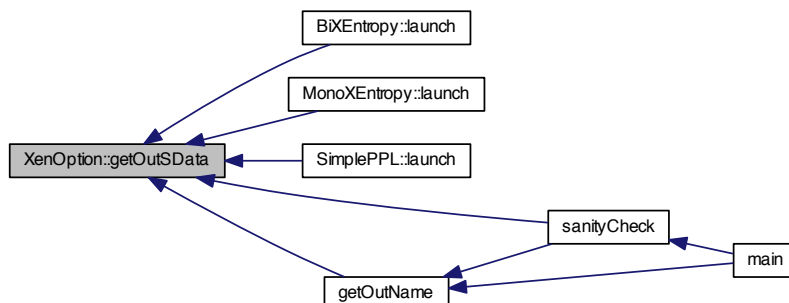 BiXEntropy::launch
MonoXEntropy::launch
XenOption::getOutSData
SimplePPL::launch
sanityCheck
main
getOutName